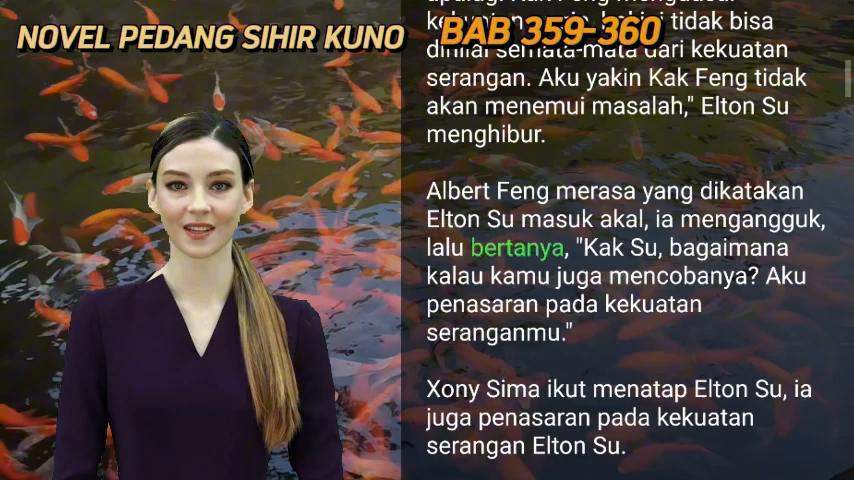 NOVEL PEDANG SIHIR KUNO
BAB 359-360
tidak bisa
dinilai semata-mata dari kekuatan
serangan. Aku yakin Kak Feng tidak
akan menemui masalah," Elton Su
menghibur.
Albert Feng merasa yang dikatakan
Elton Su masuk akal, ia mengangguk,
lalu bertanya, "Kak Su, bagaimana
kalau kamu juga mencobanya? Aku
penasaran pada kekuatan
seranganmu."
Xony Sima ikut menatap Elton Su, ia
juga penasaran pada kekuatan
serangan Elton Su.